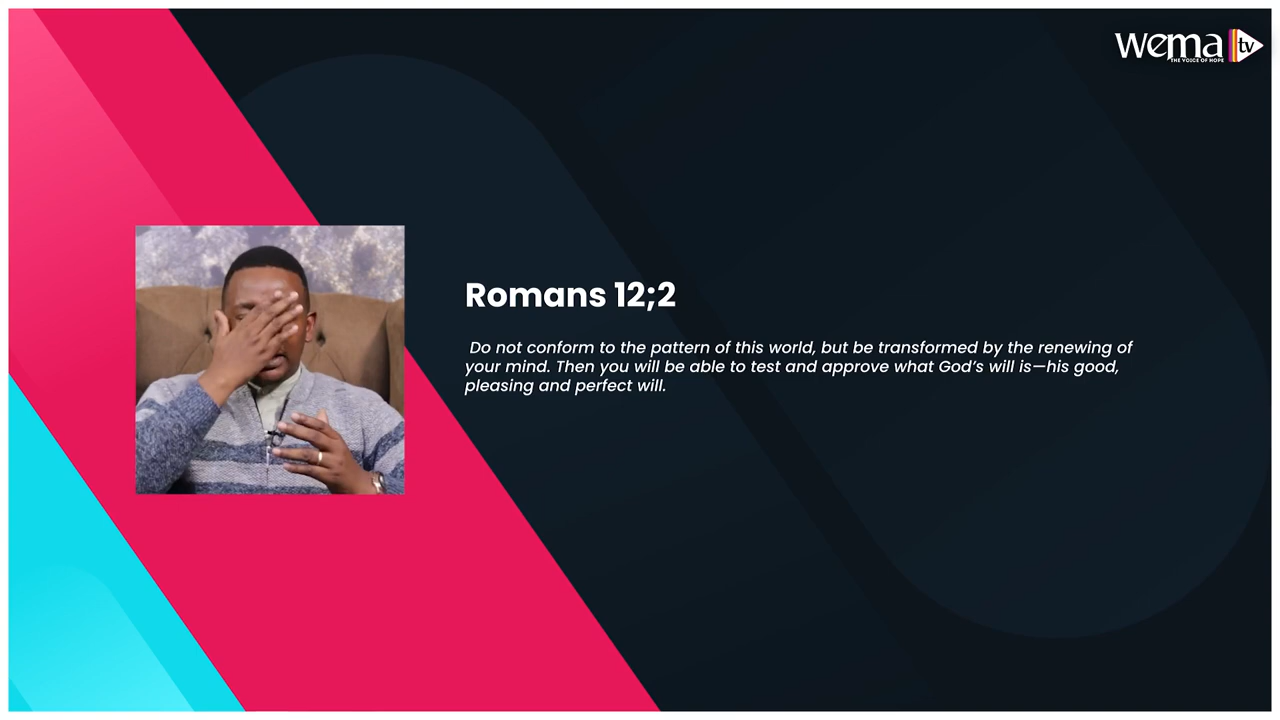 wema tv
THE VOICE OF HOPE
Romans 12;2
Do not conform to the pattern of this world, but be transformed by the renewing of
your mind. Then you will be able to test and approve what God’s will is—his good,
pleasing and perfect will.